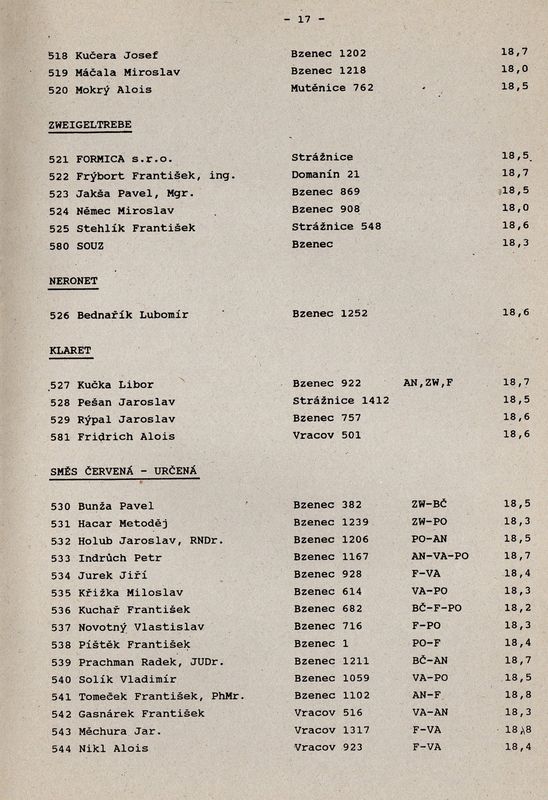 - 17 -
518 Kučera Josef Bzenec 1202 18,7
519 Máčala Miroslav Bzenec 1218 18,0
520 Mokrý Alois Mutěnice 762 18,5
ZWEIGELTREBE
521 FORMICA s.r.o. Strážnice 18,5
522 Frýbort František, ing. Domanín 21 18,7
523 Jakša Pavel, Mgr. Bzenec 869 18,5
524 Němec Miroslav Bzenec 908 18,0
525 Stehlík František Strážnice 548 18,6
580 SOUZ Bzenec 18,3
NERONET
526 Bednařík Lubomír Bzenec 1252 18,6
KLARET
527 Kučka Libor Bzenec 922 AN,ZW,F 18,7
528 Pešan Jaroslav Strážnice 1412 18,5
529 Rýpal Jaroslav Bzenec 757 18,6
581 Fridrich Alois Vracov 501 18,6
SMĚS ČERVENÁ - URČENÁ
530 Bunža Pavel Bzenec 382 ZW-BČ 18,5
531 Hacar Metoděj Bzenec 1239 ZW-PO 18,3
532 Holub Jaroslav, RNDr. Bzenec 1206 PO-AN 18,5
533 Indrůch Petr Bzenec 1167 AN-VA-PO 18,7
534 Jurek Jiří Bzenec 928 F-VA 18,4
535 Křižka Miloslav Bzenec 614 VA-PO 18,3
536 Kuchař František Bzenec 682 BČ-F-PO 18,2
537 Novotný Vlastislav Bzenec 716 F-PO 18,3
538 Píštěk František Bzenec 1 PO-F 18,4
539 Prachman Radek, JUDr. Bzenec 1211 BČ-AN 18,7
540 Solík Vladimír Bzenec 1059 VA-PO 18,5
541 Tomeček František, PhMr. Bzenec 1102 AN-F 18,8
542 Gasnárek František Vracov 516 VA-AN 18,3
543 Měchura Jar. Vracov 1317 F-VA 18,8
544 Nikl Alois Vracov 923 F-VA 18,4